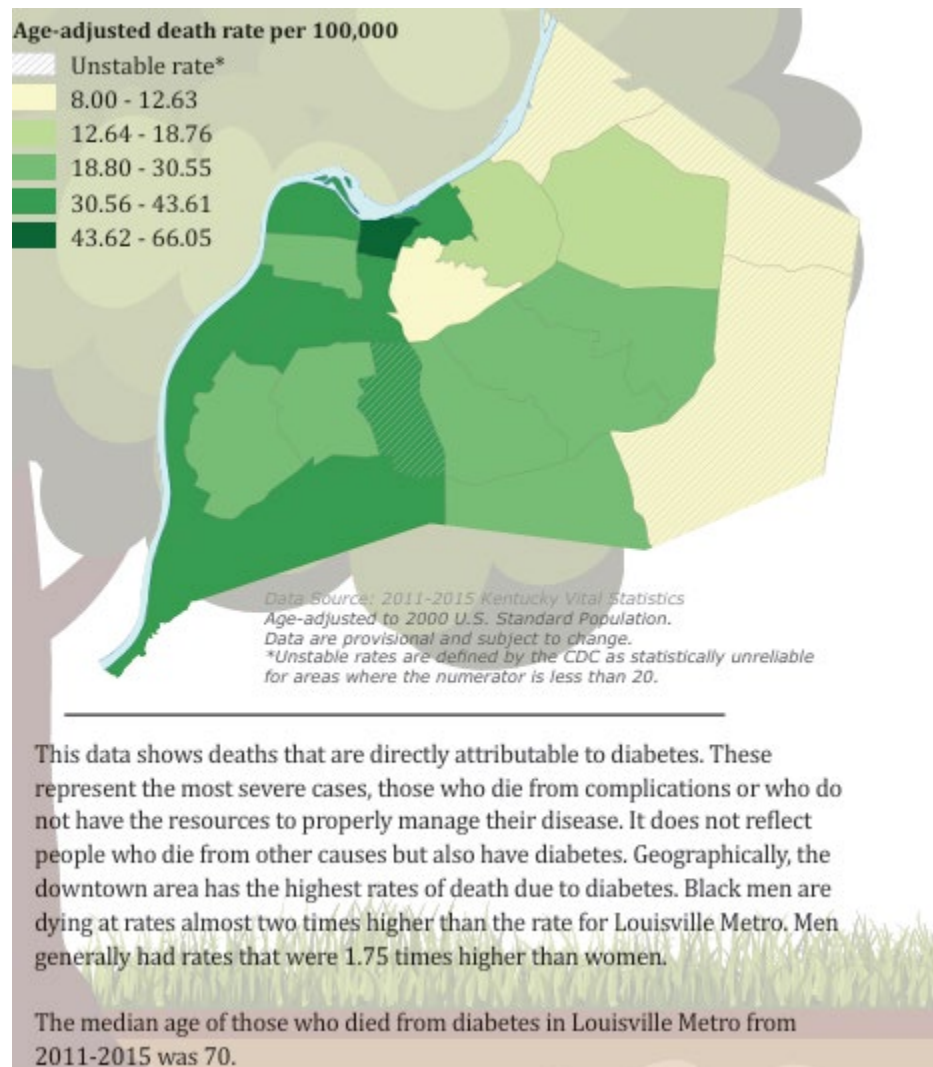 Age-adjusted death rate per 100,000
Unstable rate*
8.00 - 12.63
12.64 - 18.76
18.80 - 30.55
30.56 - 43.61
43.62 - 66.05
Data Source: 2011-2015 Kentucky Vital Statistics
Age-adjusted to 2000 U.S. Standard Population.
Data are provisional and subject to change.
*Unstable rates are defined by the CDC as statistically unreliable
for areas where the numerator is less than 20.
This data shows deaths that are directly attributable to diabetes. These
represent the most severe cases, those who die from complications or who do
not have the resources to properly manage their disease. It does not reflect
people who die from other causes but also have diabetes. Geographically, the
downtown area has the highest rates of death due to diabetes. Black men are
dying at rates almost two times higher than the rate for Louisville Metro. Men
generally had rates that were 1.75 times higher than women.
The median age of those who died from diabetes in Louisville Metro from
2011-2015 was 70.